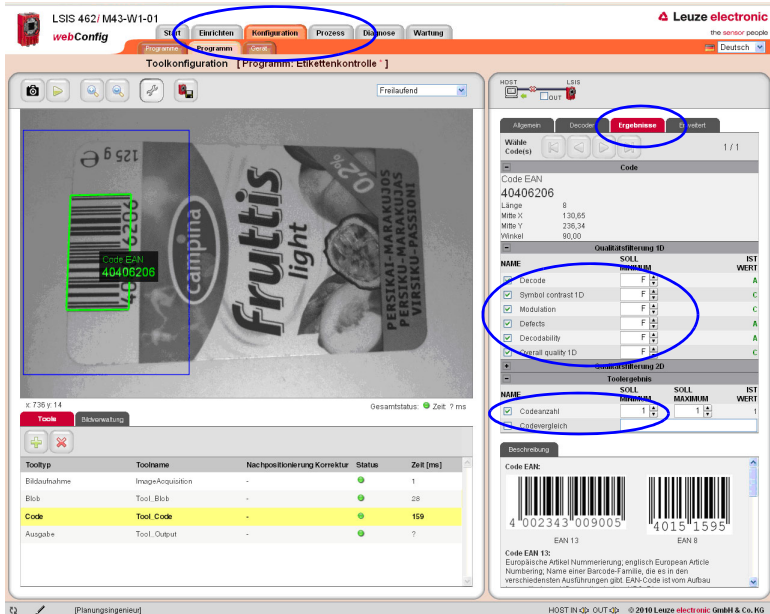 LSIS 462/ M43-W1-01
webConfig
Leuze electronic
the sensor people
Start Einrichten Konfiguration Prozess Diagnose Wartung
Programme Programm Gerät
Deutsch
Toolkonfiguration [ Programm: Etikettenkontrolle * ]
Freilaufend
125 g
Code EAN
40406206
Campina
fruttis
light
0,2%
PERSIKAI-MARAKUJOS
PERSIKU-MARAKUJAS
VIRSIKU-PASSIONI
x: 736 y: 14
Gesamtstatus: Zeit: ? ms
Tools Bildverwaltung
Tooltyp Toolname Nachpositionierung Korrektur Status Zeit [ms]
Bildaufnahme ImageAcquisition - 1
Blob Tool_Blob - 28
Code Tool_Code - 159
Ausgabe Tool_Output - ?
HOST LSIS
OUT
Allgemein Decoder Ergebnisse Erweitert
Wähle
Code(s)
1 / 1
Code
Code EAN
40406206
Länge 8
Mitte X 130,65
Mitte Y 236,34
Winkel 90,00
Qualitätsfilterung 1D
NAME SOLL MINIMUM IST WERT
Decode F A
Symbol contrast 1D F C
Modulation F C
Defects F A
Decodability F A
Overall quality 1D F C
Qualitätsfilterung 2D
Toolergebnis
NAME SOLL MINIMUM SOLL MAXIMUM IST WERT
Codeanzahl 1 1 1
Codevergleich
Beschreibung
Code EAN:
4 002343 009005
4015 1595
EAN 13 EAN 8
Code EAN 13:
Europäische Artikel Nummerierung; englisch European Article
Numbering; Name einer Barcode-Familie, die es in den
verschiedensten Ausführungen gibt. EAN-Code ist vom Aufbau
[Planungsingenieur]
HOST IN OUT © 2010 Leuze electronic GmbH & Co. KG